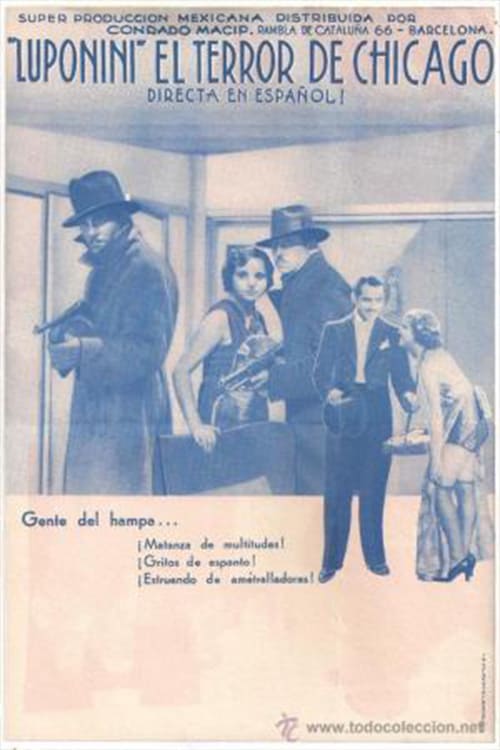 SUPER PRODUCCION MEXICANA DISTRIBUIDA POR
CONRADO MACIP. RAMBLA DE CATALUÑA 66 - BARCELONA.
"LUPONINI" EL TERROR DE CHICAGO
DIRECTA EN ESPAÑOL!
Gente del hampa...
¡Matanza de multitudes!
¡Gritos de espanto!
¡Estruendo de ametralladoras!
tc www.todocoleccion.net